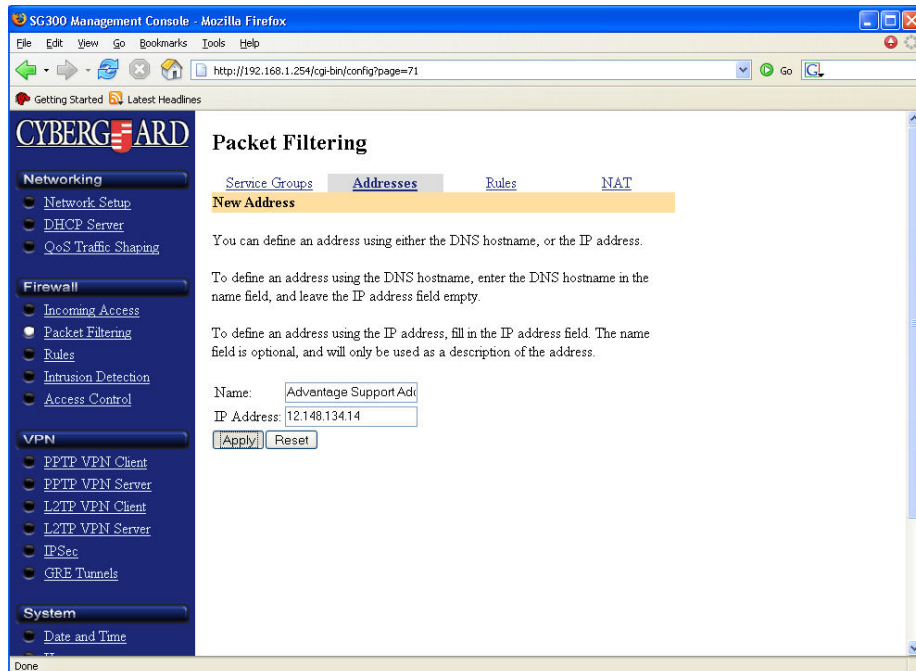 SG300 Management Console - Mozilla Firefox
File Edit View Go Bookmarks Tools Help
http://192.168.1.254/cgi-bin/config?page=71
Go
G
Getting Started Latest Headlines
CYBERGUARD
Packet Filtering
Service Groups Addresses Rules NAT
New Address
You can define an address using either the DNS hostname, or the IP address.
To define an address using the DNS hostname, enter the DNS hostname in the
name field, and leave the IP address field empty.
To define an address using the IP address, fill in the IP address field. The name
field is optional, and will only be used as a description of the address.
Name: Advantage Support Add
IP Address: 12.148.134.14
Apply Reset
Networking
Network Setup
DHCP Server
QoS Traffic Shaping
Firewall
Incoming Access
Packet Filtering
Rules
Intrusion Detection
Access Control
VPN
PPTP VPN Client
PPTP VPN Server
L2TP VPN Client
L2TP VPN Server
IPSec
GRE Tunnels
System
Date and Time
Done